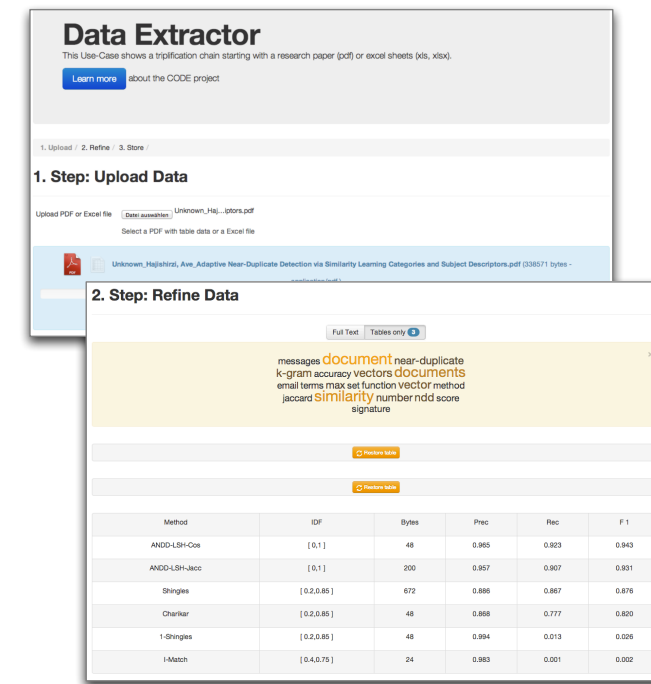 Data Extractor
This Use-Case shows a triplification chain starting with a research paper (pdf) or excel sheets (xls, xlsx).
Learn more about the CODE project
1. Upload / 2. Refine / 3. Store /
1. Step: Upload Data
Upload PDF or Excel file Datei auswählen Unknown_Haj...iptors.pdf
Select a PDF with table data or a Excel file
Unknown_Hajishirzi, Ave_Adaptive Near-Duplicate Detection via Similarity Learning Categories and Subject Descriptors.pdf (338571 bytes -
2. Step: Refine Data
Full Text Tables only 3
messages document near-duplicate
k-gram accuracy vectors documents
email terms max set function vector method
jaccard similarity number ndd score
signature
Restore table
Restore table
Method IDF Bytes Prec Rec F 1
ANDD-LSH-Cos [ 0,1 ] 48 0.965 0.923 0.943
ANDD-LSH-Jacc [ 0,1 ] 200 0.957 0.907 0.931
Shingles [ 0.2,0.85 ] 672 0.886 0.867 0.876
Charikar [ 0.2,0.85 ] 48 0.868 0.777 0.820
1-Shingles [ 0.2,0.85 ] 48 0.994 0.013 0.026
I-Match [ 0.4,0.75 ] 24 0.983 0.001 0.002